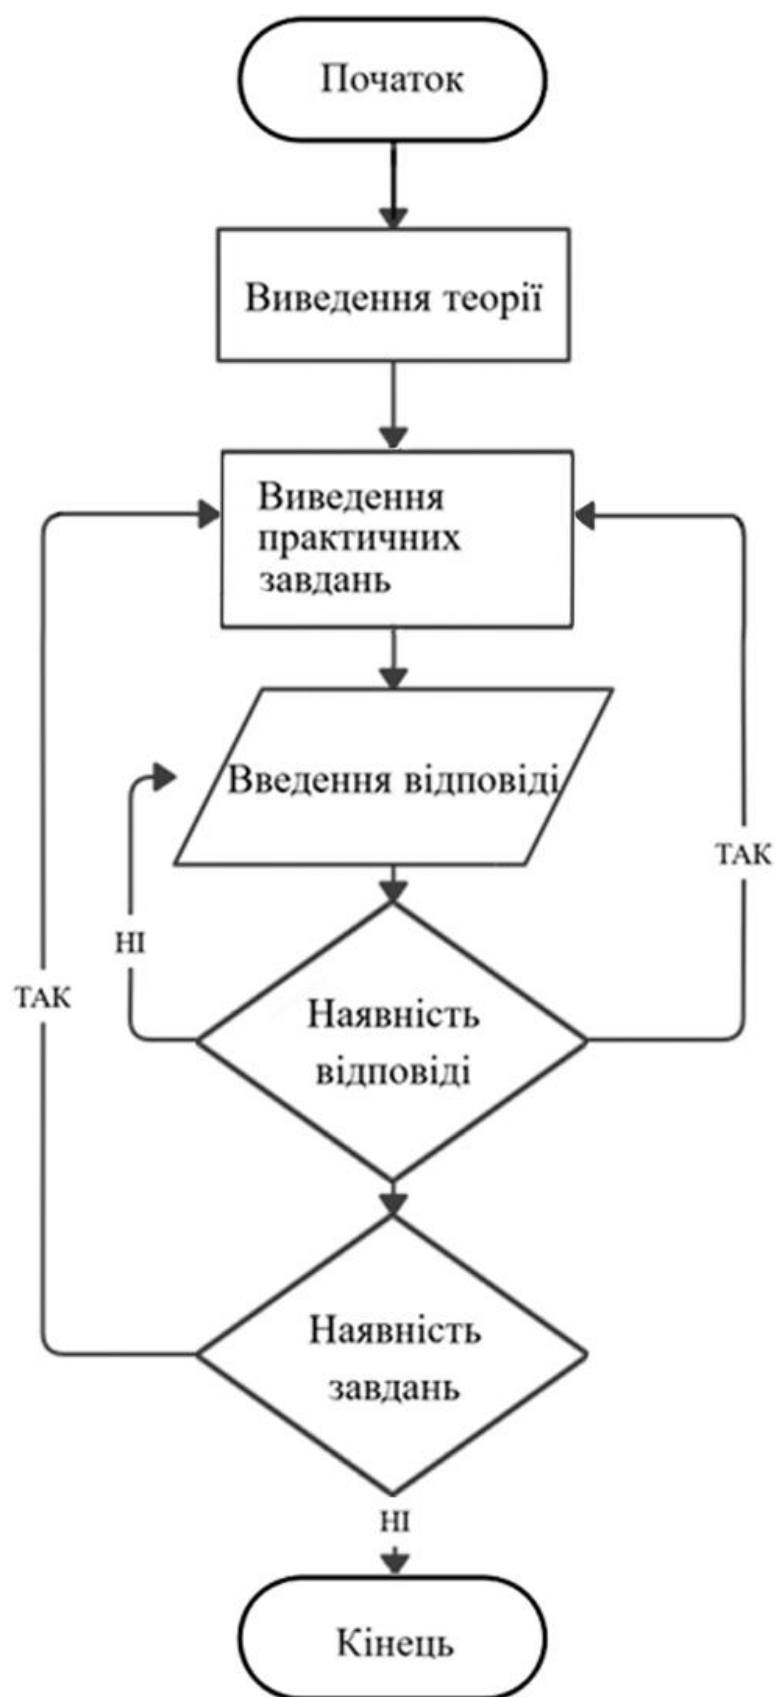 Початок
Виведення теорії
Виведення
практичних
завдань
Введення відповіді
ТАК
НІ
ТАК
Наявність
відповіді
Наявність
завдань
НІ
Кінець